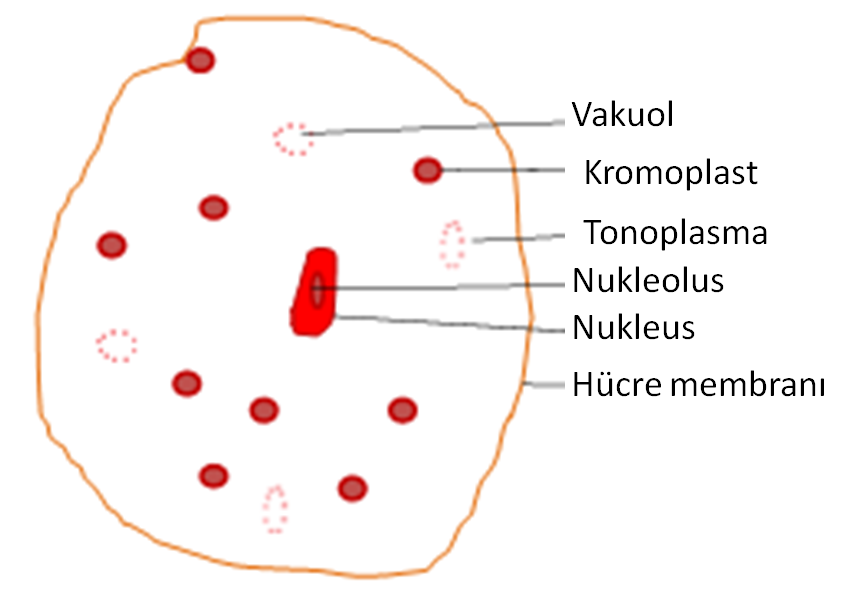 Vakuol
Kromoplast
Tonoplasma
Nukleolus
Nukleus
Hücre membranı